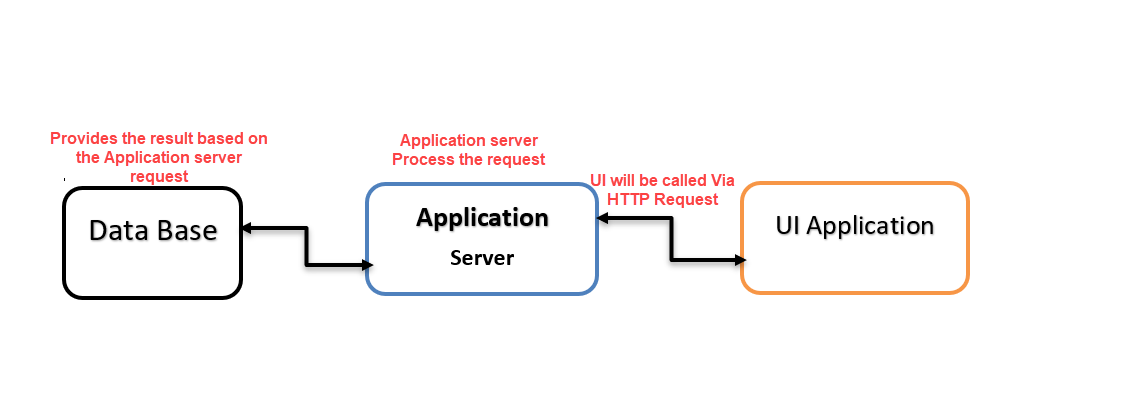 Provides the result based on
the Application server
request
Data Base
Application server
Process the request
Application
Server
UI will be called Via
HTTP Request
UI Application